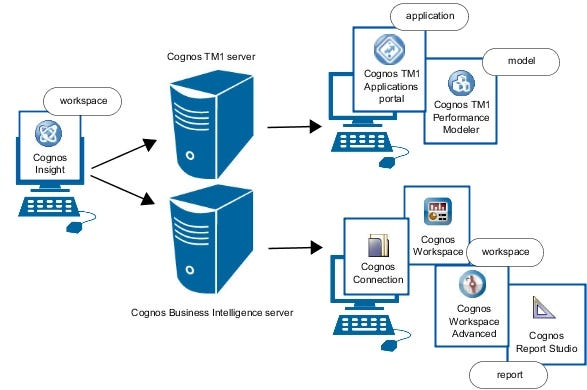 application
Cognos TM1 server
model
Cognos TM1
Applications
portal
workspace
Cognos TM1
Performance
Modeler
Cognos
Insight
Cognos
Workspace
workspace
Cognos
Connection
Cognos Business Intelligence server
Cognos
Workspace
Advanced
Cognos
Report Studio
report